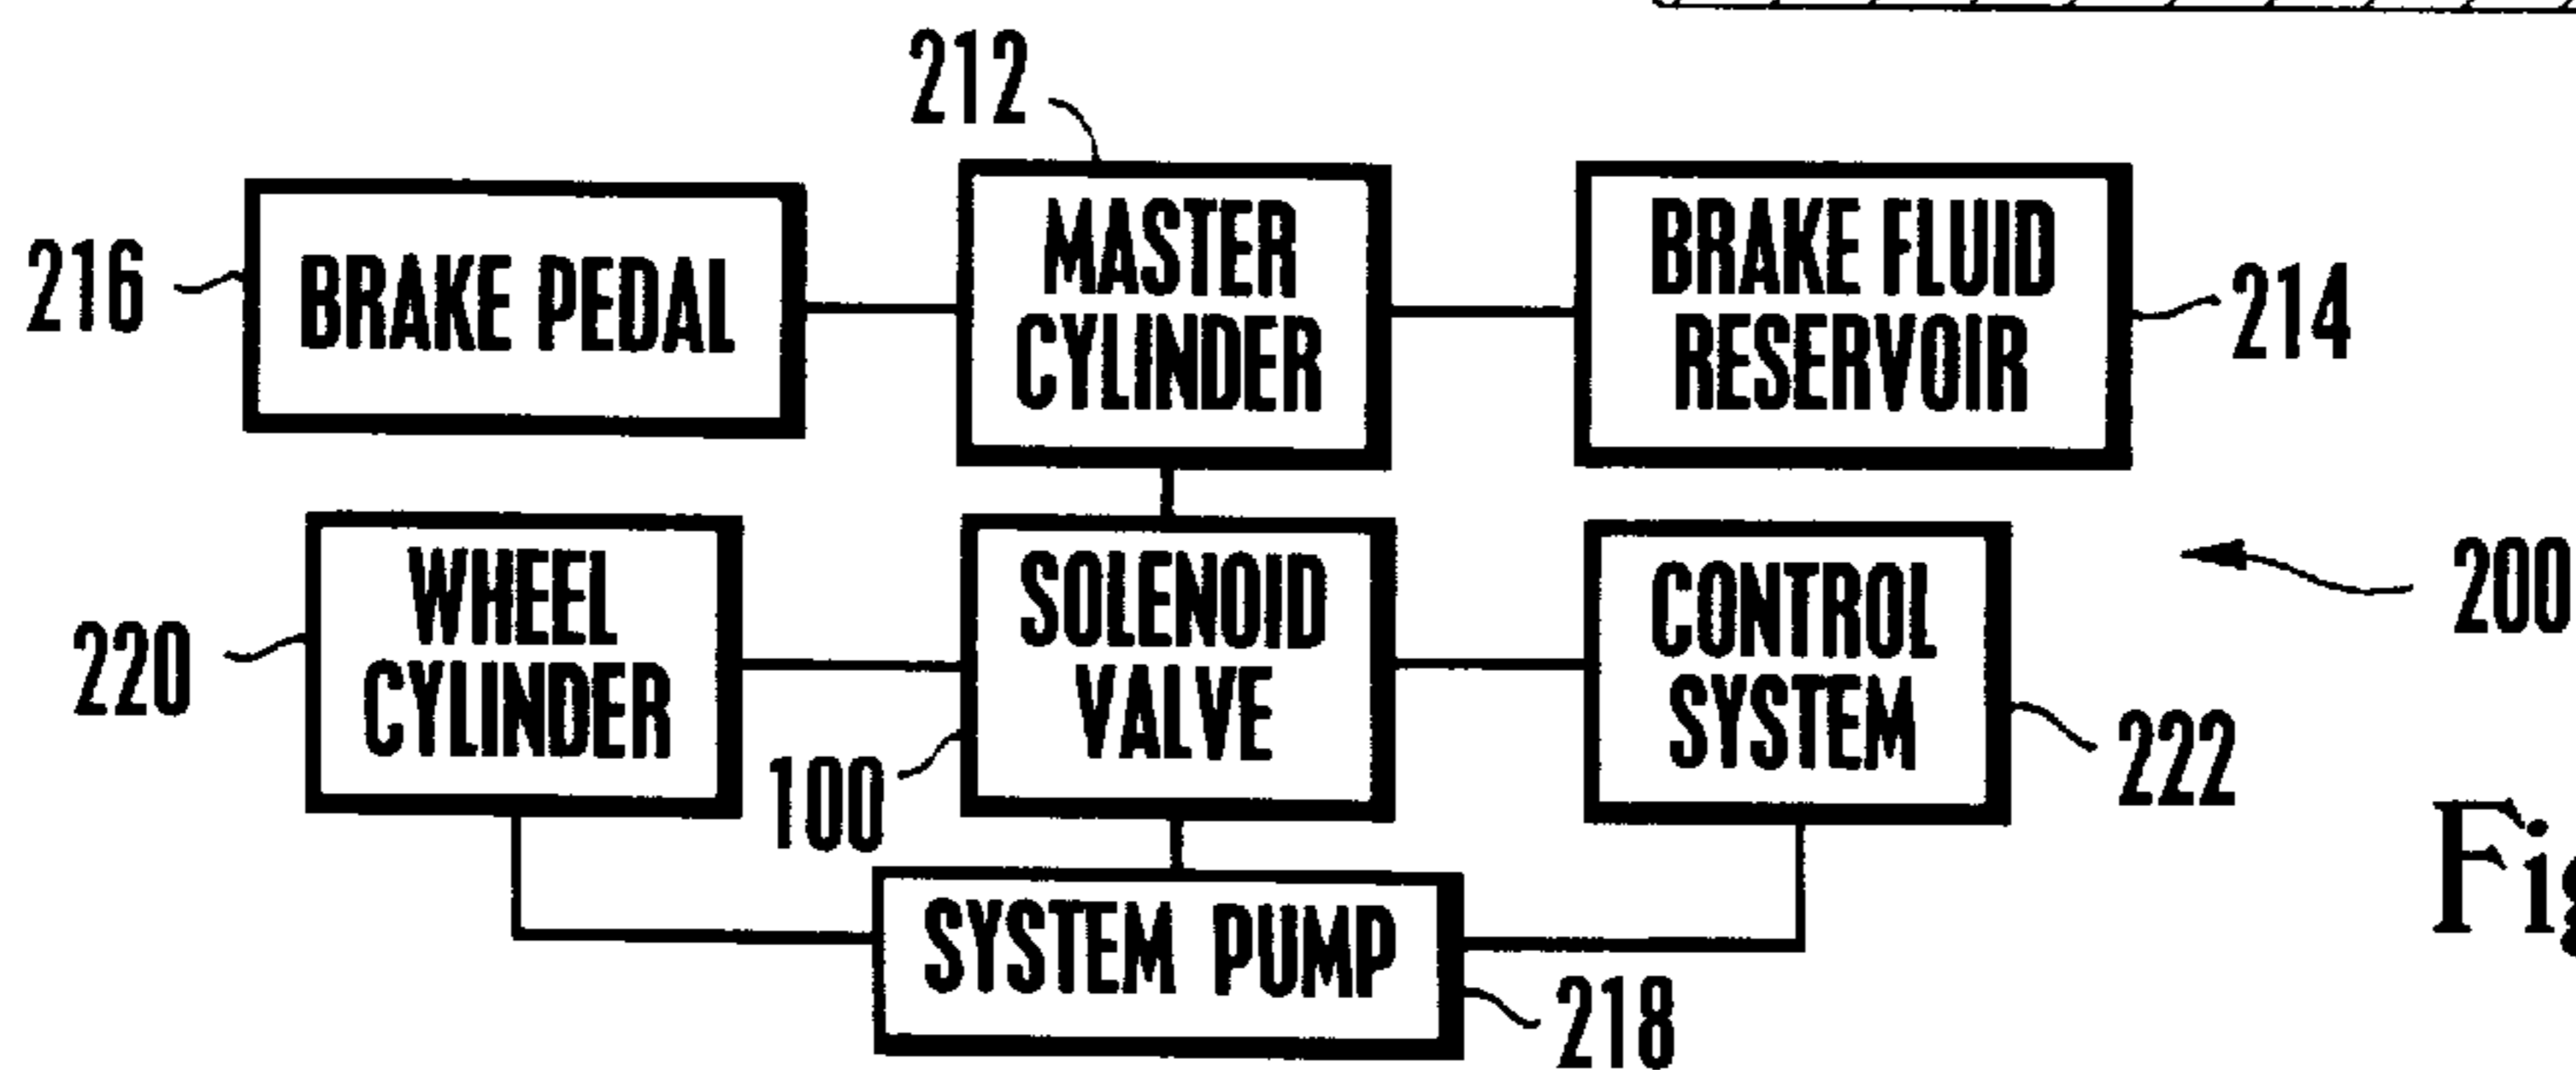 212
216
BRAKE PEDAL
MASTER
CYLINDER
BRAKE FLUID
RESERVOIR
214
220
WHEEL
CYLINDER
100
SOLENOID
VALVE
CONTROL
SYSTEM
222
200
SYSTEM PUMP
218